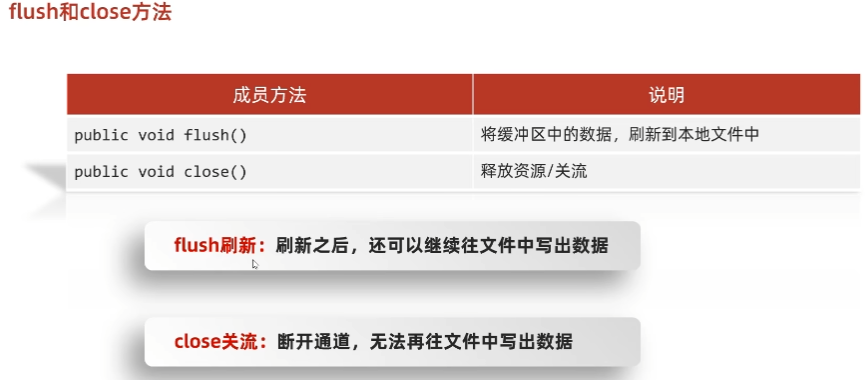 flush和close方法
成员方法 说明
public void flush() 将缓冲区中的数据，刷新到本地文件中
public void close() 释放资源/关流
flush刷新：刷新之后，还可以继续往文件中写出数据
close关流：断开通道，无法再往文件中写出数据